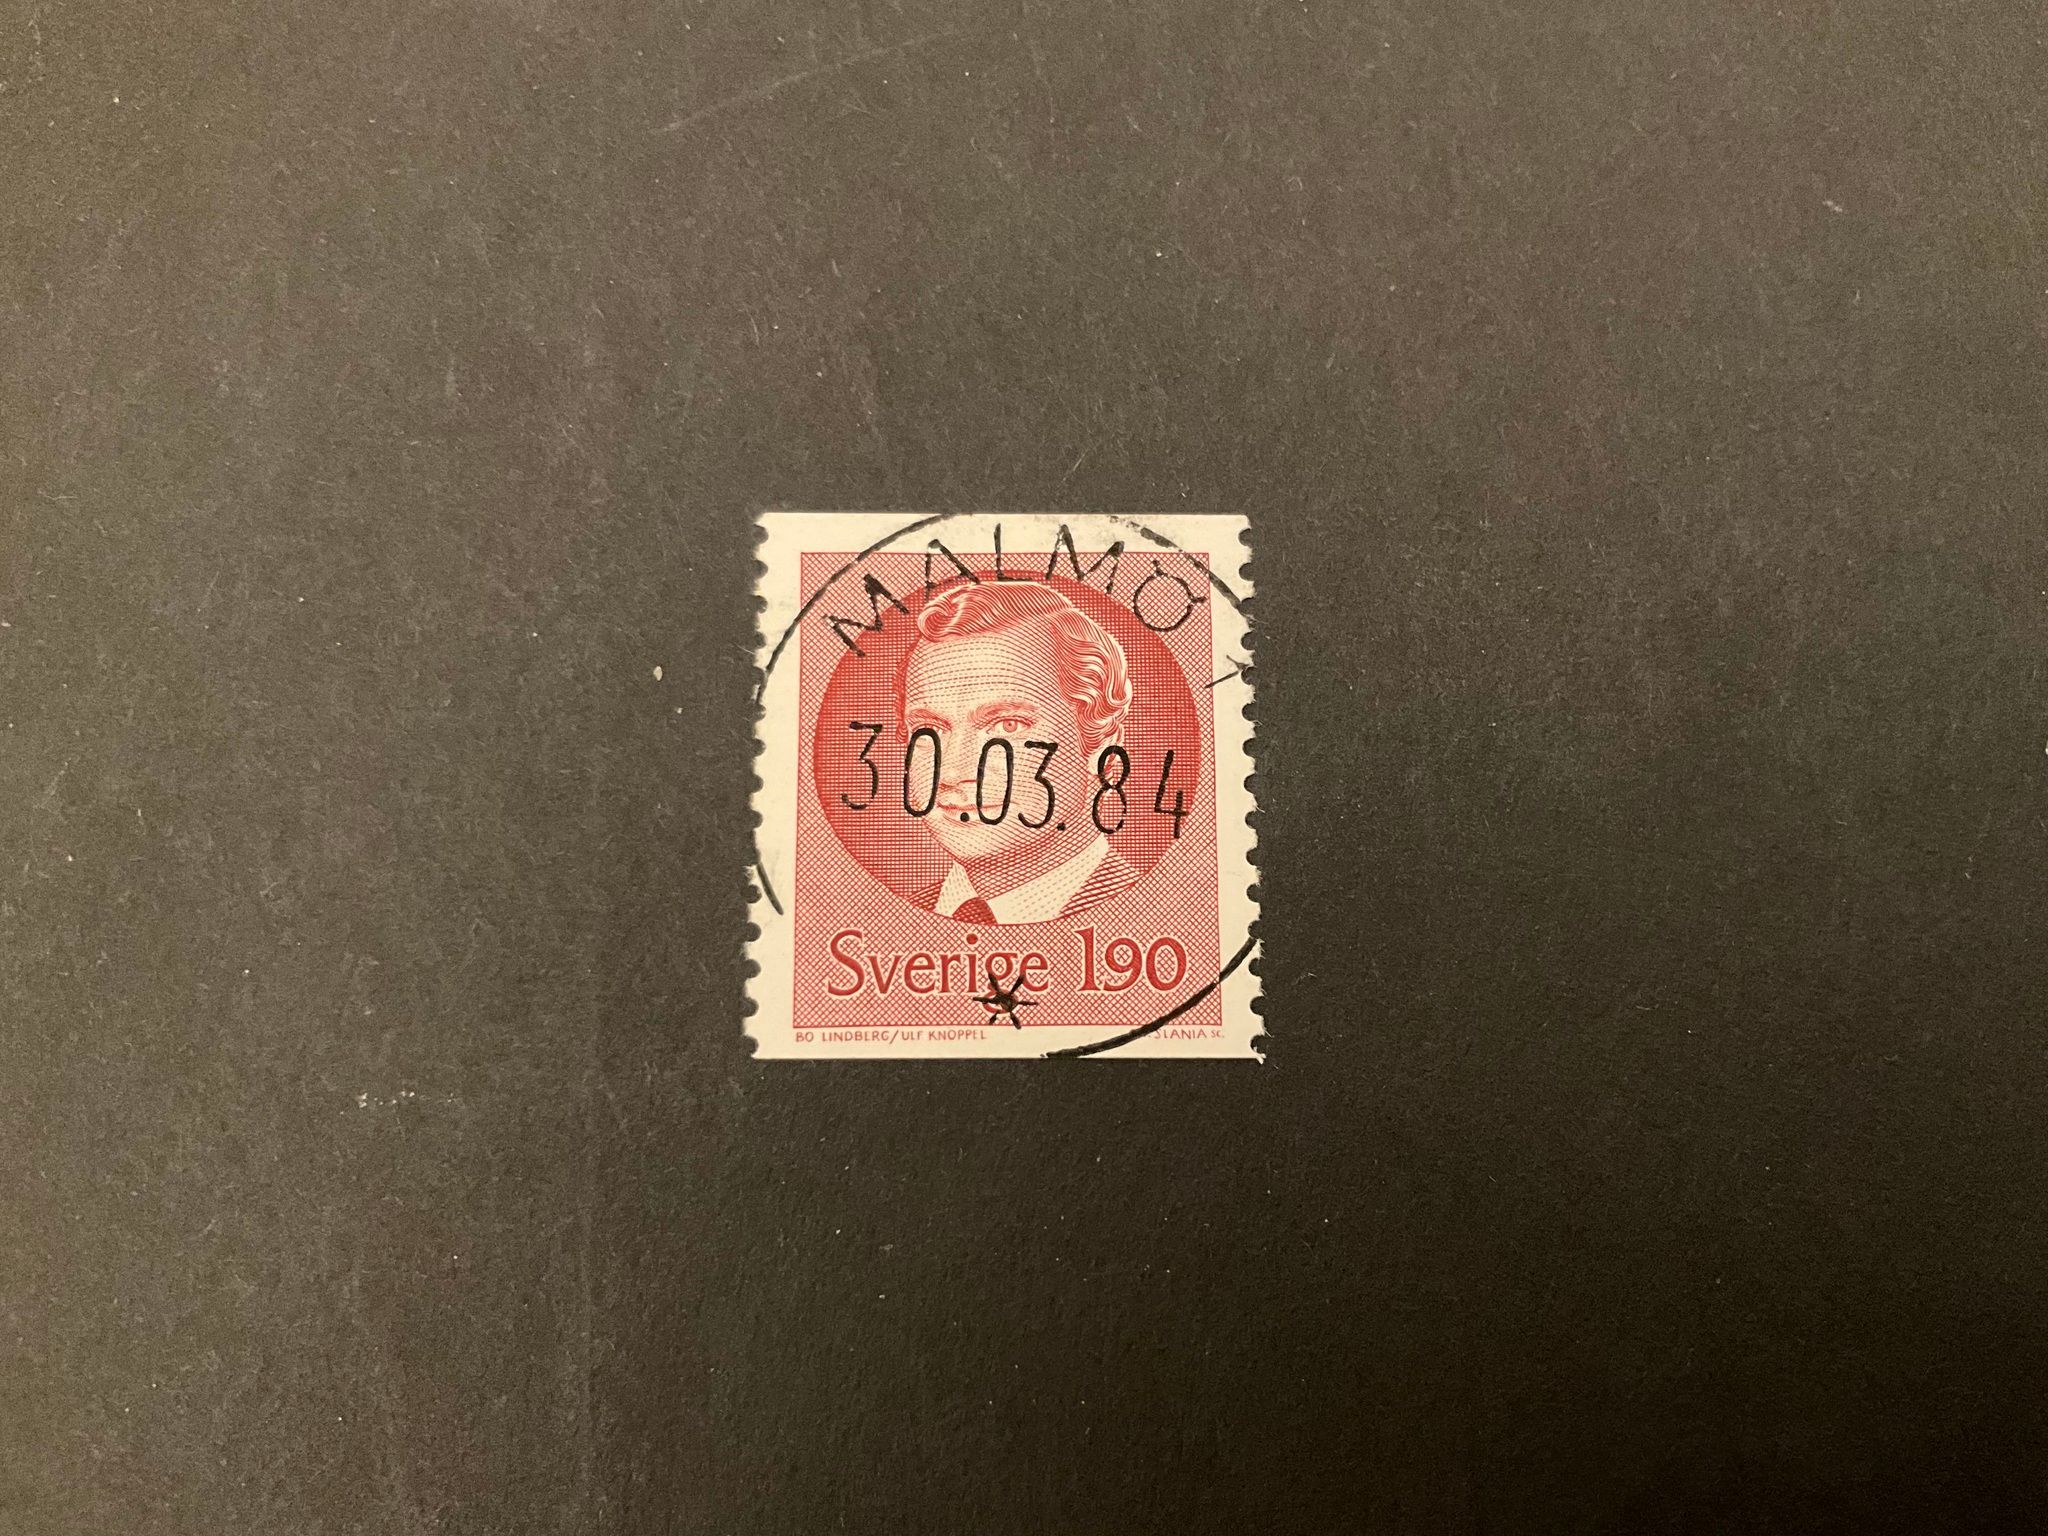 MALMÖ 1
30.03.84
Sverige 190
BO LINDBERG/ULF KNOPPEL SLANIA SC.